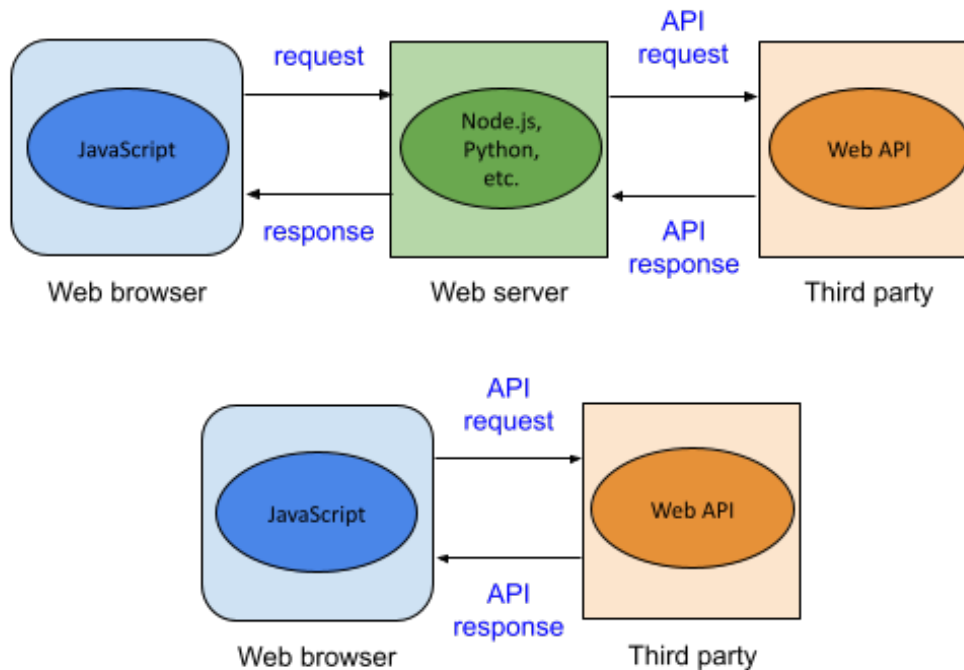 API
request
request
JavaScript
Node.js,
Python,
etc.
Web API
response
API
response
Web browser
Web server
Third party
API
request
JavaScript
Web API
API
response
Web browser
Third party